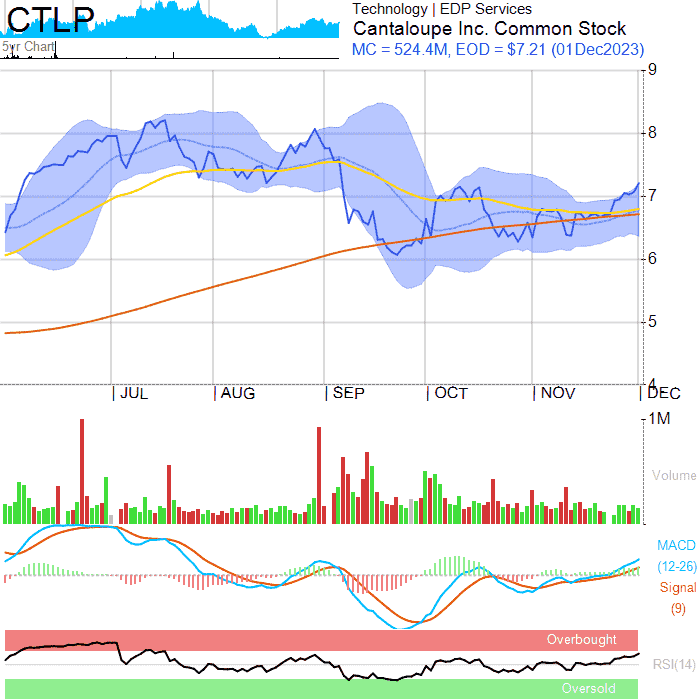 CTLP
5yr Chart
Technology | EDP Services
Cantaloupe Inc. Common Stock
MC = 524.4M, EOD = $7.21 (01Dec2023)
9
8
7
6
5
4
JUL AUG SEP OCT NOV DEC
1M
Volume
MACD
(12-26)
Signal
(9)
Overbought
RSI(14)
Oversold